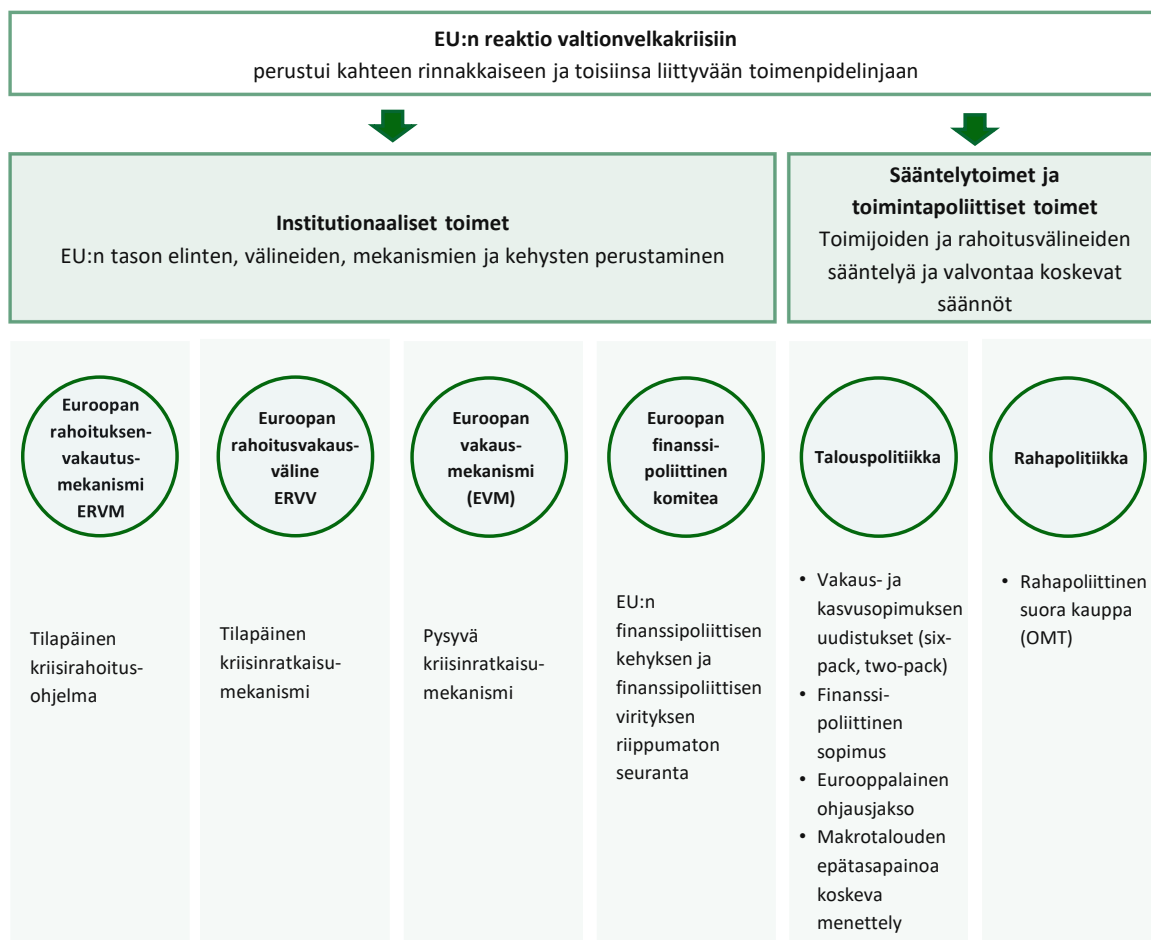 EU:n reaktio valtionvelkakriisiin
perustui kahteen rinnakkaiseen ja toisiinsa liittyvään toimenpidelinjaan
Institutionaaliset toimet
EU:n tason elinten, välineiden, mekanismien ja kehysten perustaminen
Sääntelytoimet ja
toimintapoliittiset toimet
Toimijoiden ja rahoitusvälineiden
sääntelyä ja valvontaa koskevat
säännöt
Euroopan
rahoituksen-
vakautus-
mekanismi
ERVM
Tilapäinen
kriisirahoitus-
ohjelma
Euroopan
rahoitusvakaus-
väline
ERVV
Tilapäinen
kriisinratkaisu-
mekanismi
Euroopan
vakaus-
mekanismi
(EVM)
Pysyvä
kriisinratkaisu-
mekanismi
Euroopan
finanssi-
poliittinen
komitea
EU:n
finanssipoliittisen
kehyksen ja
finanssipoliittisen
virityksen
riippumaton
seuranta
Talouspolitiikka
• Vakaus- ja
kasvusopimuksen
uudistukset (six-
pack, two-pack)
• Finanssi-
poliittinen
sopimus
• Eurooppalainen
ohjausjakso
• Makrotalouden
epätasapainoa
koskeva
menettely
Rahapolitiikka
• Rahapoliittinen
suora kauppa
(OMT)